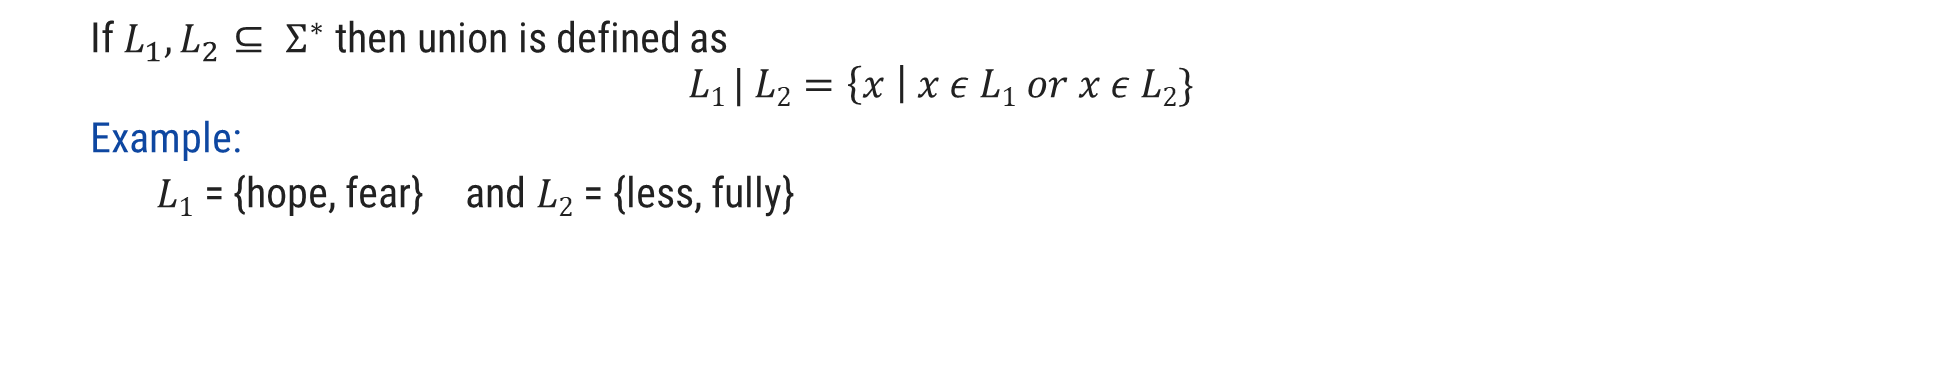 If 𝐿₁, 𝐿₂ ⊆ Σ* then union is defined as
𝐿₁ | 𝐿₂ = {𝑥 | 𝑥 𝜖 𝐿₁ 𝑜𝑟 𝑥 𝜖 𝐿₂}
Example:
𝐿₁ = {hope, fear} and 𝐿₂ = {less, fully}